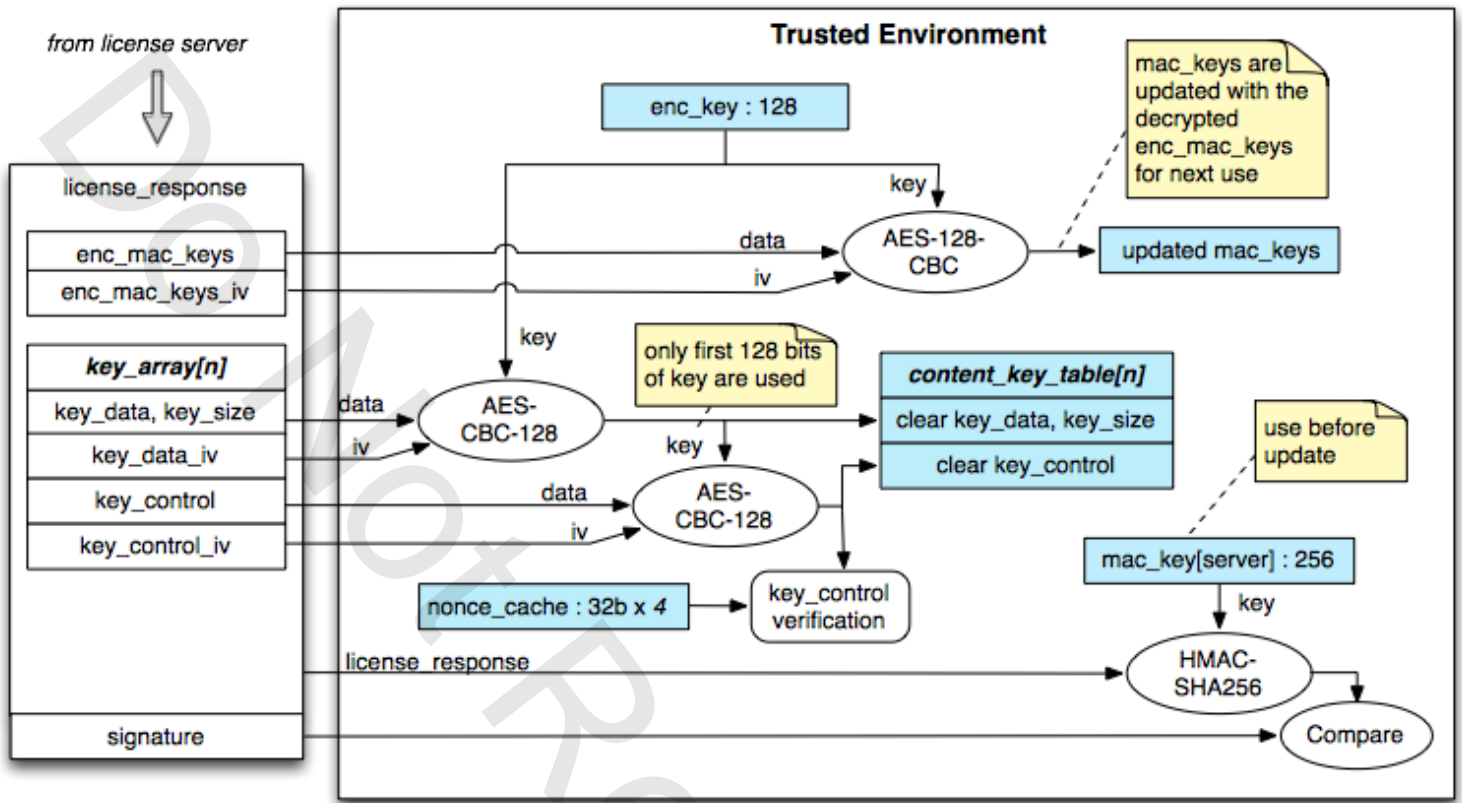 from license server
Trusted Environment
mac_keys are
updated with the
decrypted
enc_mac_keys
for next use
enc_key : 128
license_response
key
key
enc_mac_keys
data
AES-128-
CBC
updated mac_keys
enc_mac_keys_iv
iv
key_array[n]
key_data, key_size
key_data_iv
key_control
key_control_iv
data
iv
AES-
CBC-128
only first 128 bits
of key are used
key
content_key_table[n]
clear key_data, key_size
clear key_control
data
iv
AES-
CBC-128
use before
update
mac_key[server] : 256
key
nonce_cache : 32b x 4
key_control
verification
license_response
HMAC-
SHA256
signature
Compare
Do Not R